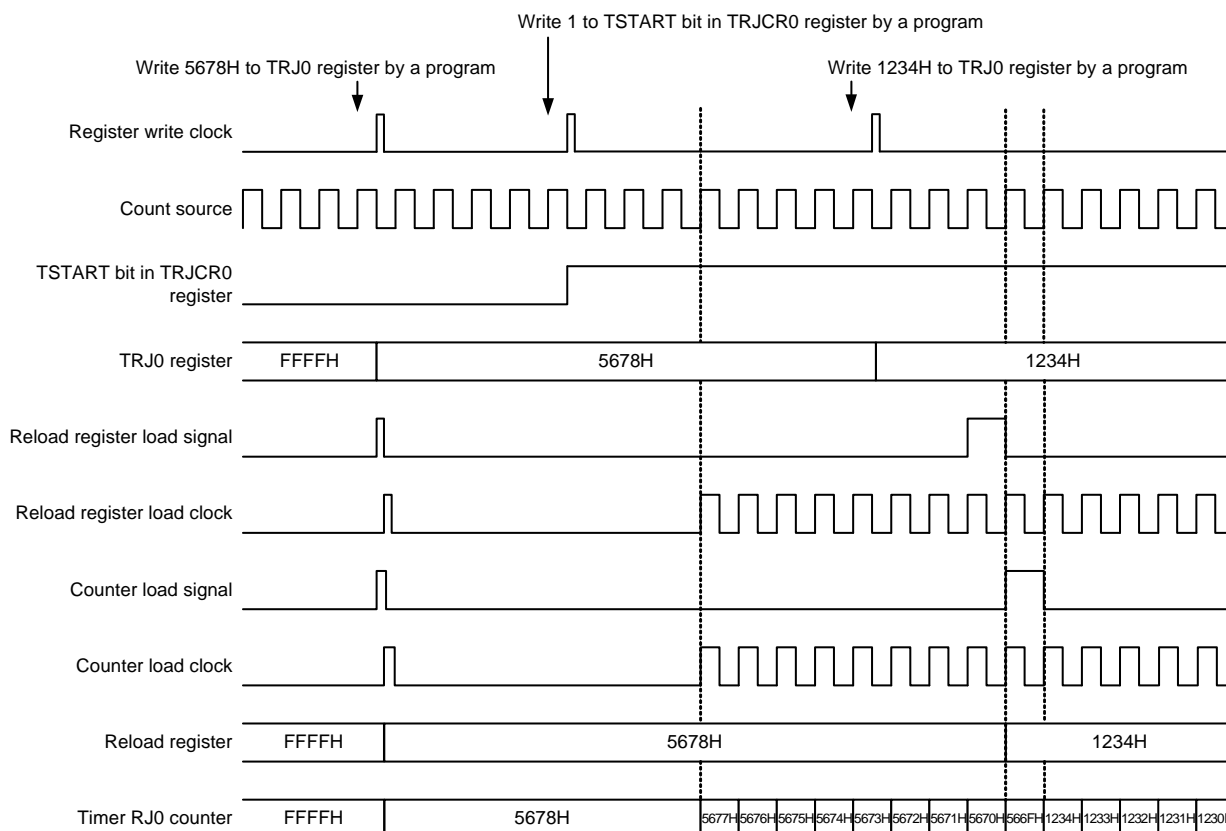 Write 1 to TSTART bit in TRJCR0 register by a program
Write 5678H to TRJ0 register by a program
Write 1234H to TRJ0 register by a program
Register write clock
Count source
TSTART bit in TRJCR0
register
TRJ0 register
FFFFH
5678H
1234H
Reload register load signal
Reload register load clock
Counter load signal
Counter load clock
Reload register
FFFFH
5678H
1234H
Timer RJ0 counter
FFFFH
5678H
5677H 5676H 5675H 5674H 5673H 5672H 5671H 5670H 566FH 1234H 1233H 1232H 1231H 1230H